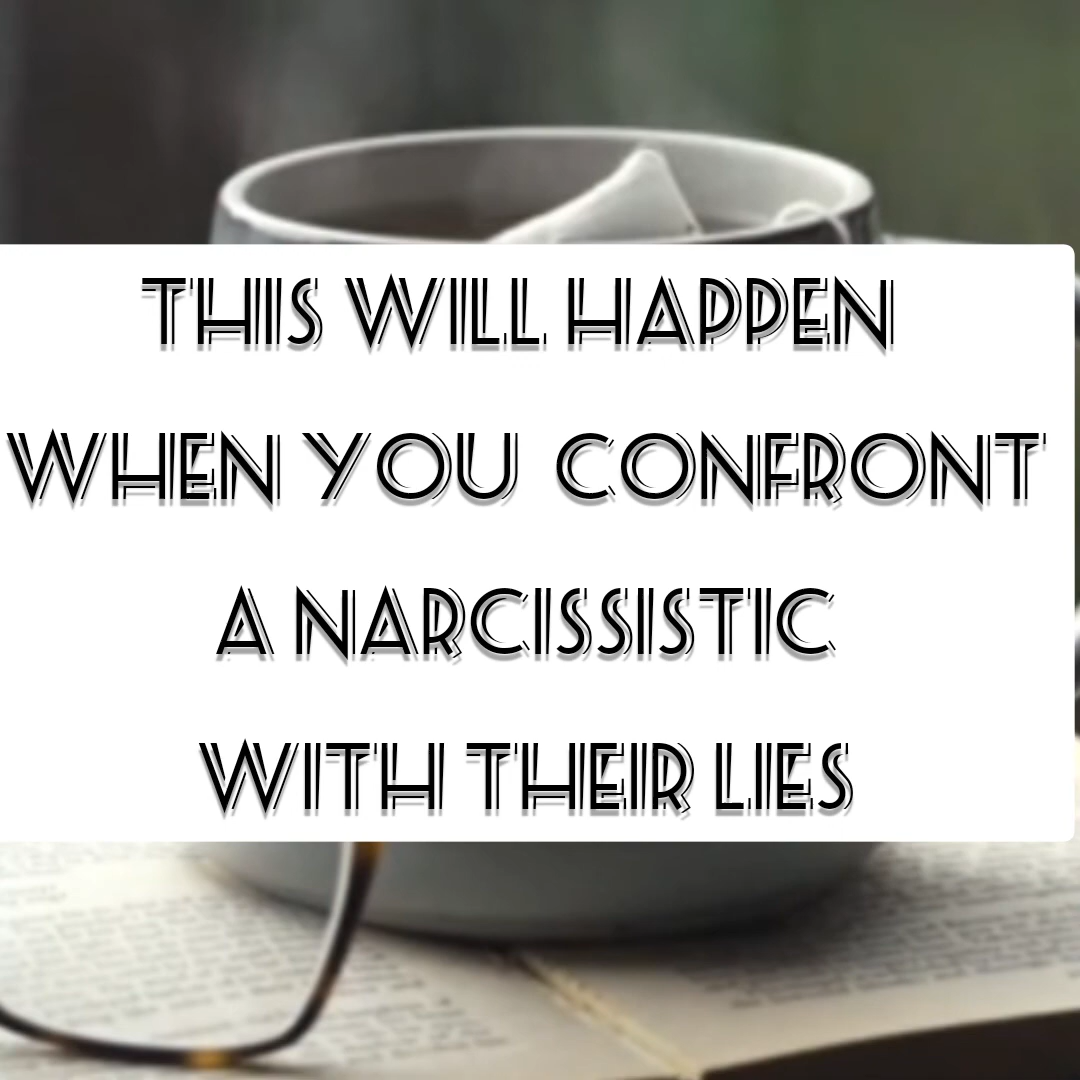 THIS WILL HAPPEN
WHEN YOU CONFRONT
A NARCISSISTIC
WITH THEIR LIES